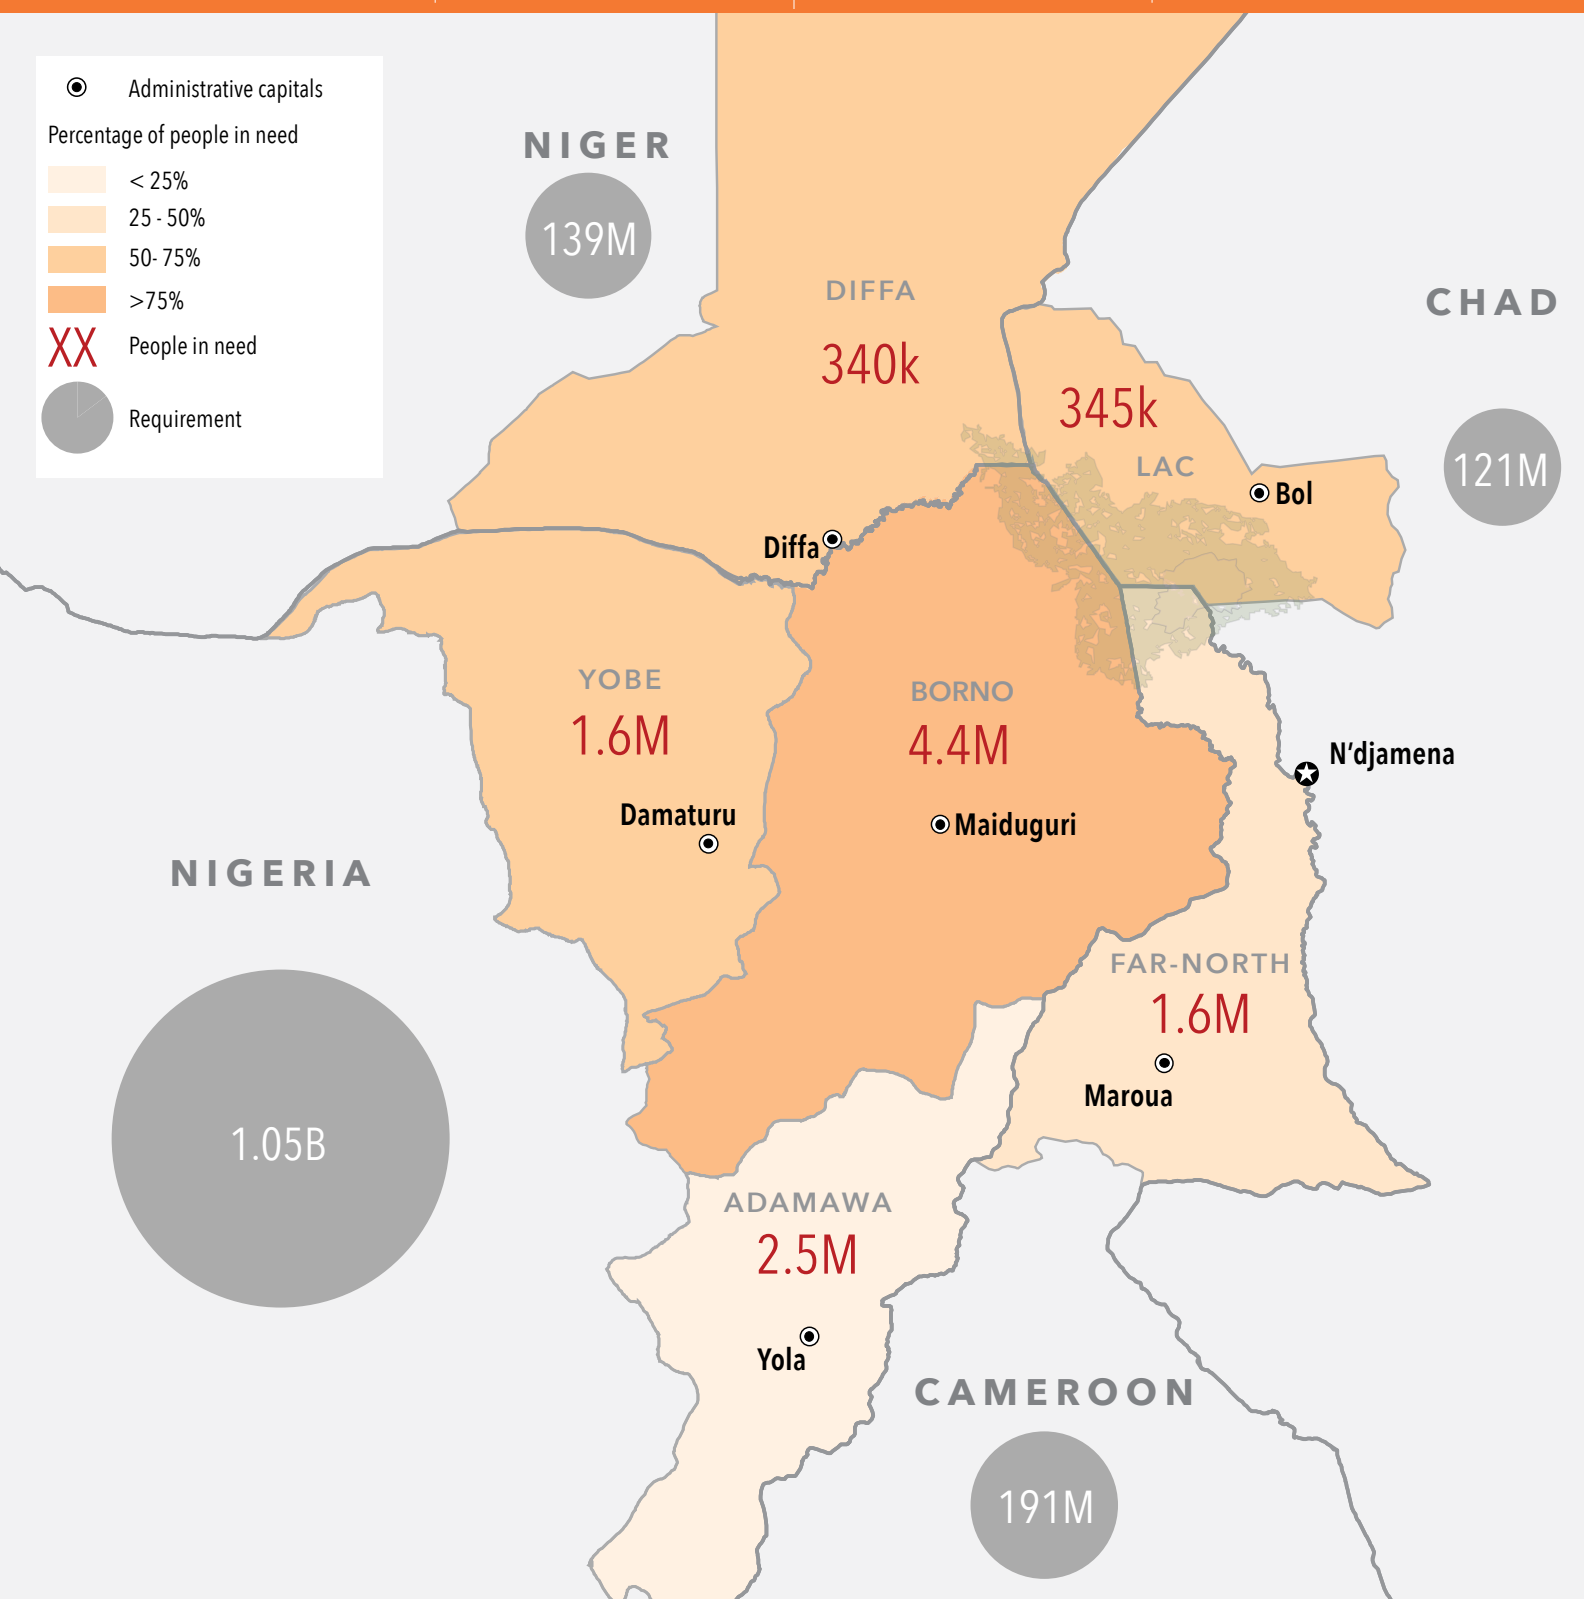 Administrative capitals
Percentage of people in need
< 25%
25 - 50%
50- 75%
>75%
XX People in need
Requirement
NIGER
139M
DIFFA
340k
CHAD
345k
LAC
121M
Bol
Diffa
YOBE
1.6M
BORNO
4.4M
N'djamena
Damaturu
Maiduguri
NIGERIA
FAR-NORTH
1.6M
Maroua
1.05B
ADAMAWA
2.5M
Yola
CAMEROON
191M